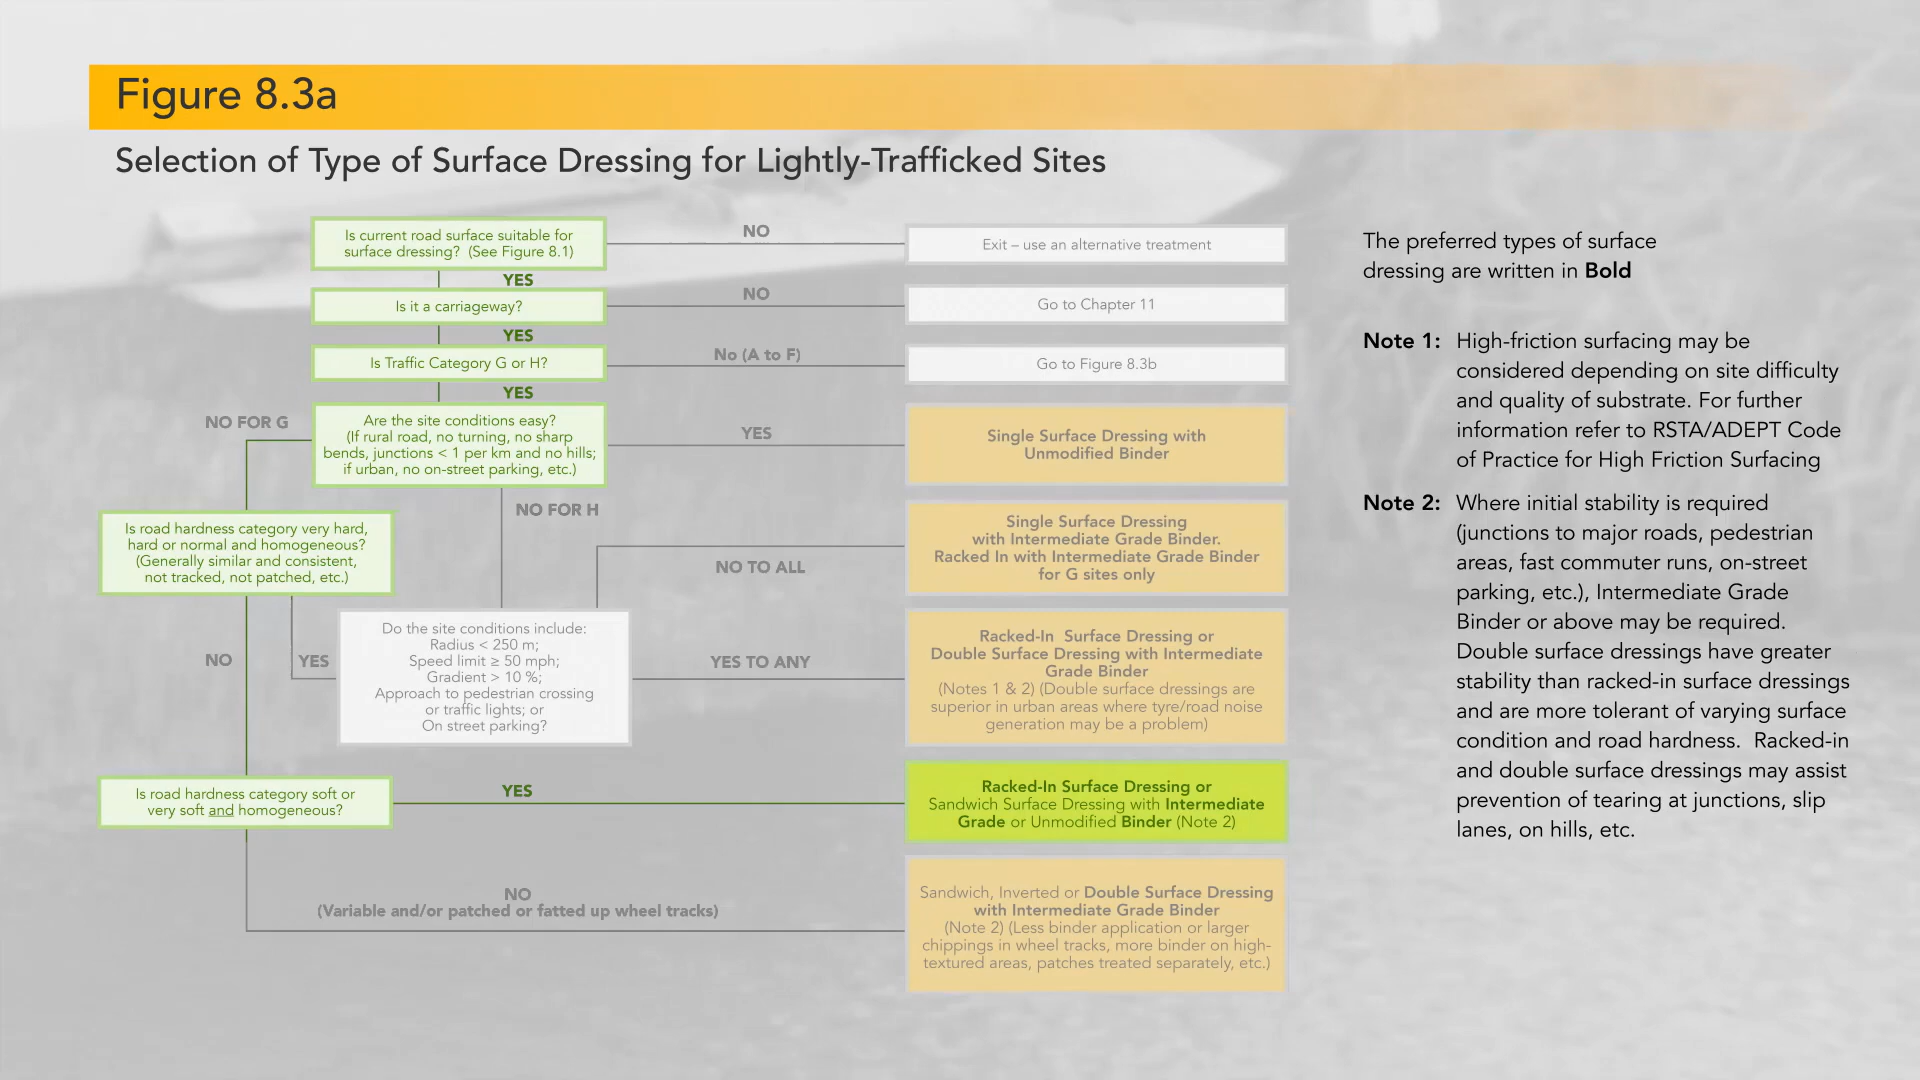 Figure 8.3a
Selection of Type of Surface Dressing for Lightly-Trafficked Sites
Is current road surface suitable for
surface dressing? (See Figure 8.1)
NO
Exit – use an alternative treatment
YES
Is it a carriageway?
NO
Go to Chapter 11
YES
Is Traffic Category G or H?
No (A to F)
Go to Figure 8.3b
YES
NO FOR G
Are the site conditions easy?
(If rural road, no turning, no sharp
bends, junctions < 1 per km and no hills;
if urban, no on-street parking, etc.)
YES
Single Surface Dressing with
Unmodified Binder
NO FOR H
Is road hardness category very hard,
hard or normal and homogeneous?
(Generally similar and consistent,
not tracked, not patched, etc.)
NO TO ALL
Single Surface Dressing
with Intermediate Grade Binder.
Racked In with Intermediate Grade Binder
for G sites only
NO
YES
Do the site conditions include:
Radius < 250 m;
Speed limit ≥ 50 mph;
Gradient > 10 %;
Approach to pedestrian crossing
or traffic lights; or
On street parking?
YES TO ANY
Racked-In Surface Dressing or
Double Surface Dressing with Intermediate
Grade Binder
(Notes 1 & 2) (Double surface dressings are
superior in urban areas where tyre/road noise
generation may be a problem)
Is road hardness category soft or
very soft and homogeneous?
YES
Racked-In Surface Dressing or
Sandwich Surface Dressing with Intermediate
Grade or Unmodified Binder (Note 2)
NO
(Variable and/or patched or fatted up wheel tracks)
Sandwich, Inverted or Double Surface Dressing
with Intermediate Grade Binder
(Note 2) (Less binder application or larger
chippings in wheel tracks, more binder on high-
textured areas, patches treated separately, etc.)
The preferred types of surface
dressing are written in Bold
Note 1: High-friction surfacing may be
considered depending on site difficulty
and quality of substrate. For further
information refer to RSTA/ADEPT Code
of Practice for High Friction Surfacing
Note 2: Where initial stability is required
(junctions to major roads, pedestrian
areas, fast commuter runs, on-street
parking, etc.), Intermediate Grade
Binder or above may be required.
Double surface dressings have greater
stability than racked-in surface dressings
and are more tolerant of varying surface
condition and road hardness. Racked-in
and double surface dressings may assist
prevention of tearing at junctions, slip
lanes, on hills, etc.